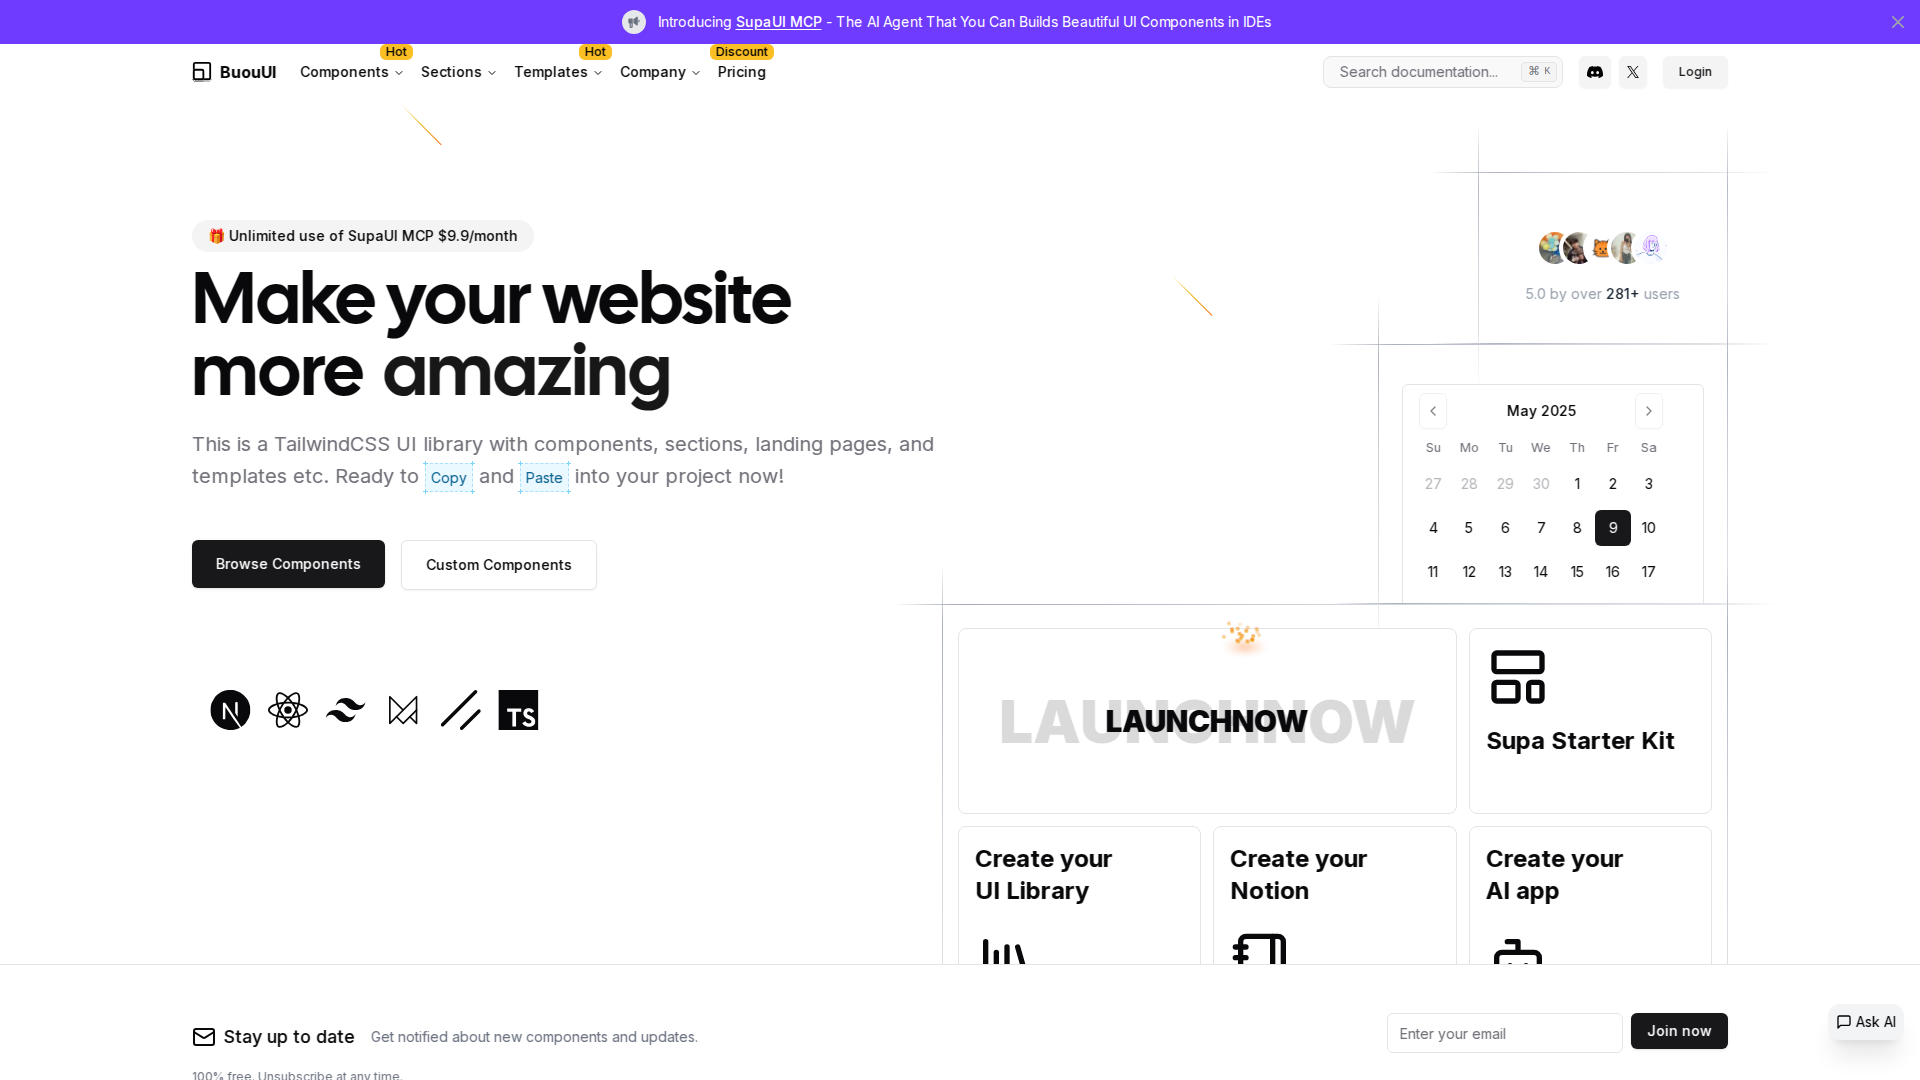 Introducing SupaUI MCP - The AI Agent That You Can Builds Beautiful UI Components in IDEs
BuouUI
Components
Hot
Sections
Templates
Hot
Company
Pricing
Discount
Search documentation...
⌘ K
Login
🎁 Unlimited use of SupaUI MCP $9.9/month
Make your website
more amazing
This is a TailwindCSS UI library with components, sections, landing pages, and
templates etc. Ready to Copy and Paste into your project now!
Browse Components
Custom Components
N
TS
5.0 by over 281+ users
May 2025
Su Mo Tu We Th Fr Sa
27 28 29 30 1 2 3
4 5 6 7 8 9 10
11 12 13 14 15 16 17
LAUNCHNOW
LAUNCHNOW
Supa Starter Kit
Create your
UI Library
Create your
Notion
Create your
AI app
Stay up to date
Get notified about new components and updates.
Enter your email
Join now
Ask AI
100% free. Unsubscribe at any time.